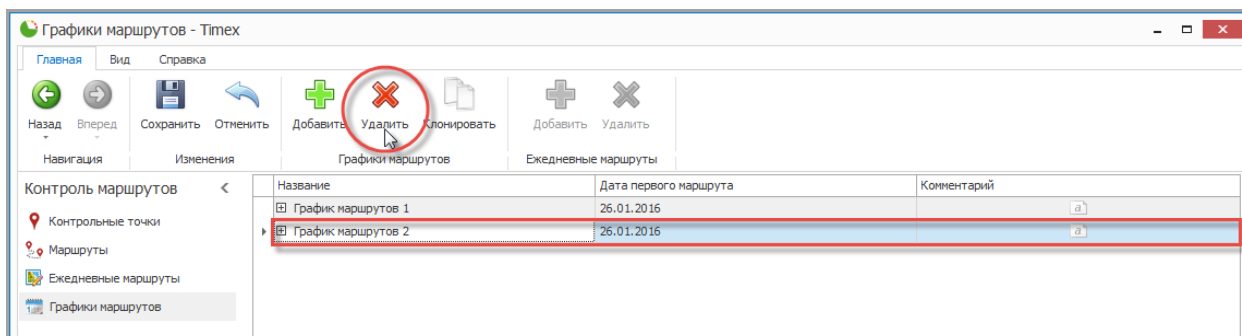 Графики маршрутов - Timex
Главная Вид Справка
Назад Вперед Сохранить Отменить Добавить Удалить Клонировать Добавить Удалить
Навигация Изменения Графики маршрутов Ежедневные маршруты
Контроль маршрутов
Название Дата первого маршрута Комментарий
График маршрутов 1 26.01.2016 a
График маршрутов 2 26.01.2016 a
Контрольные точки
Маршруты
Ежедневные маршруты
Графики маршрутов